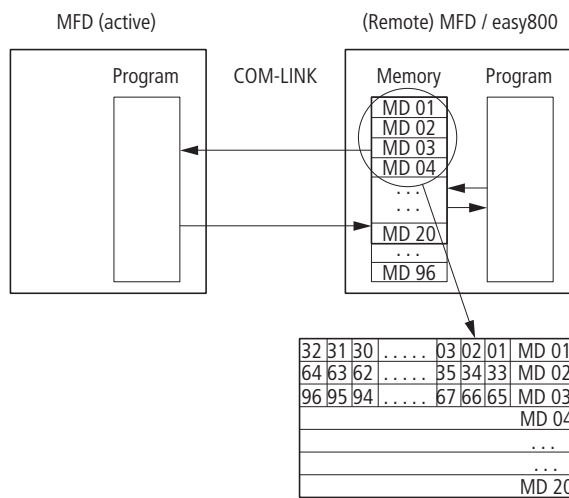 MFD (active)
(Remote) MFD / easy800
Program
COM-LINK
Memory
Program
MD 01
MD 02
MD 03
MD 04
. . .
. . .
MD 20
. . .
MD 96
32 31 30 ..... 03 02 01 MD 01
64 63 62 ..... 35 34 33 MD 02
96 95 94 ..... 67 66 65 MD 03
MD 04
. . .
. . .
MD 20